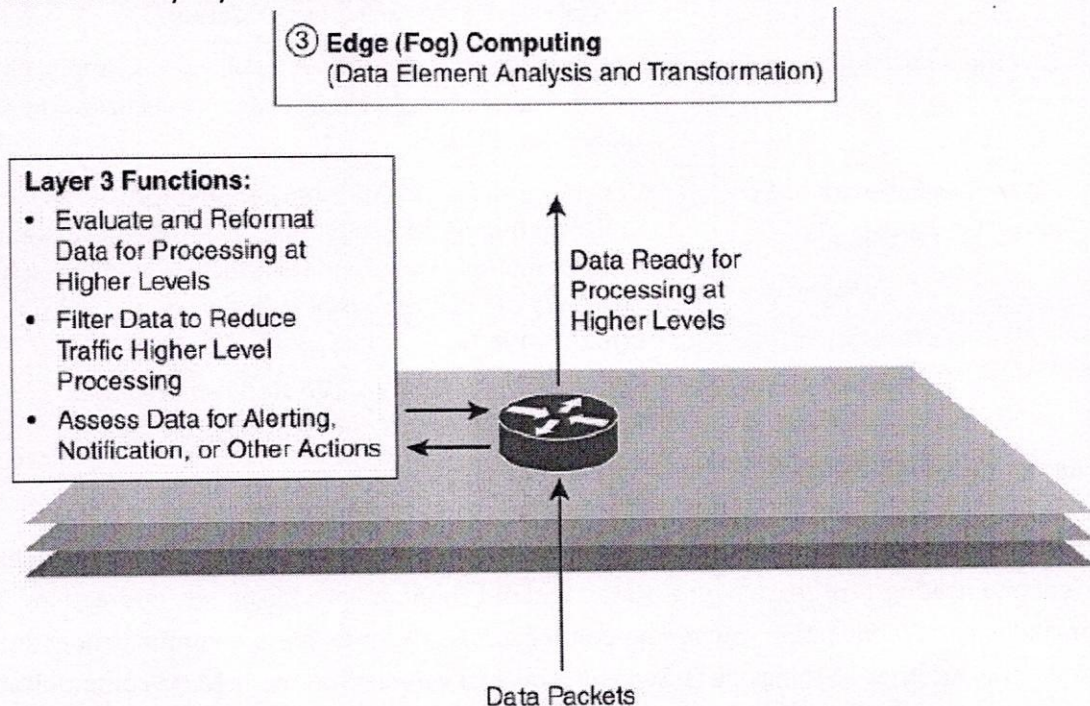 ③ Edge (Fog) Computing
(Data Element Analysis and Transformation)
Layer 3 Functions:
• Evaluate and Reformat
Data for Processing at
Higher Levels
• Filter Data to Reduce
Traffic Higher Level
Processing
• Assess Data for Alerting,
Notification, or Other Actions
Data Ready for
Processing at
Higher Levels
Data Packets